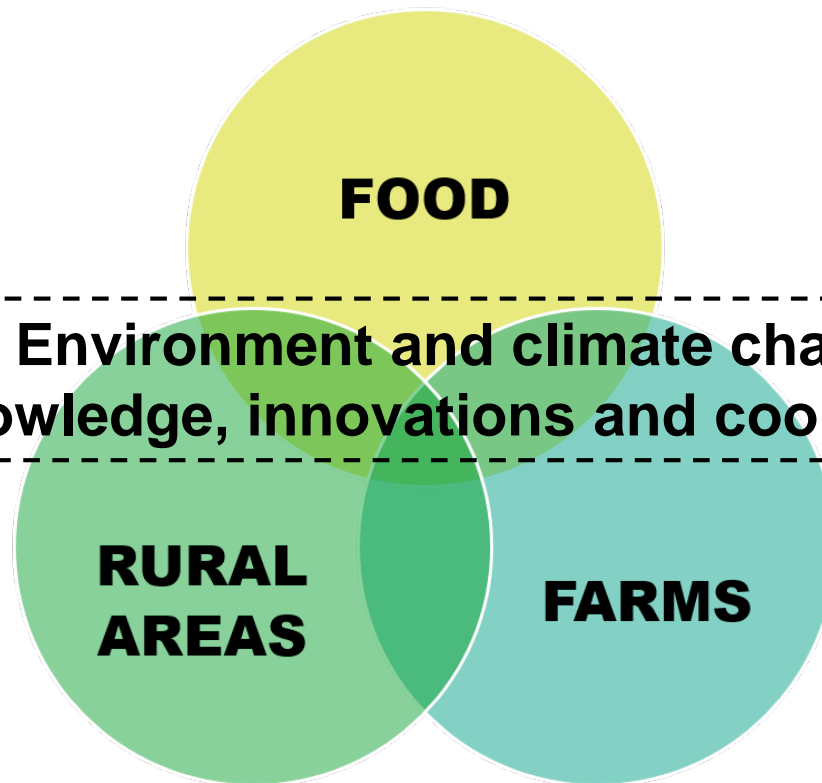 FOOD
Environment and climate cha
owledge, innovations and coo
RURAL
AREAS
FARMS